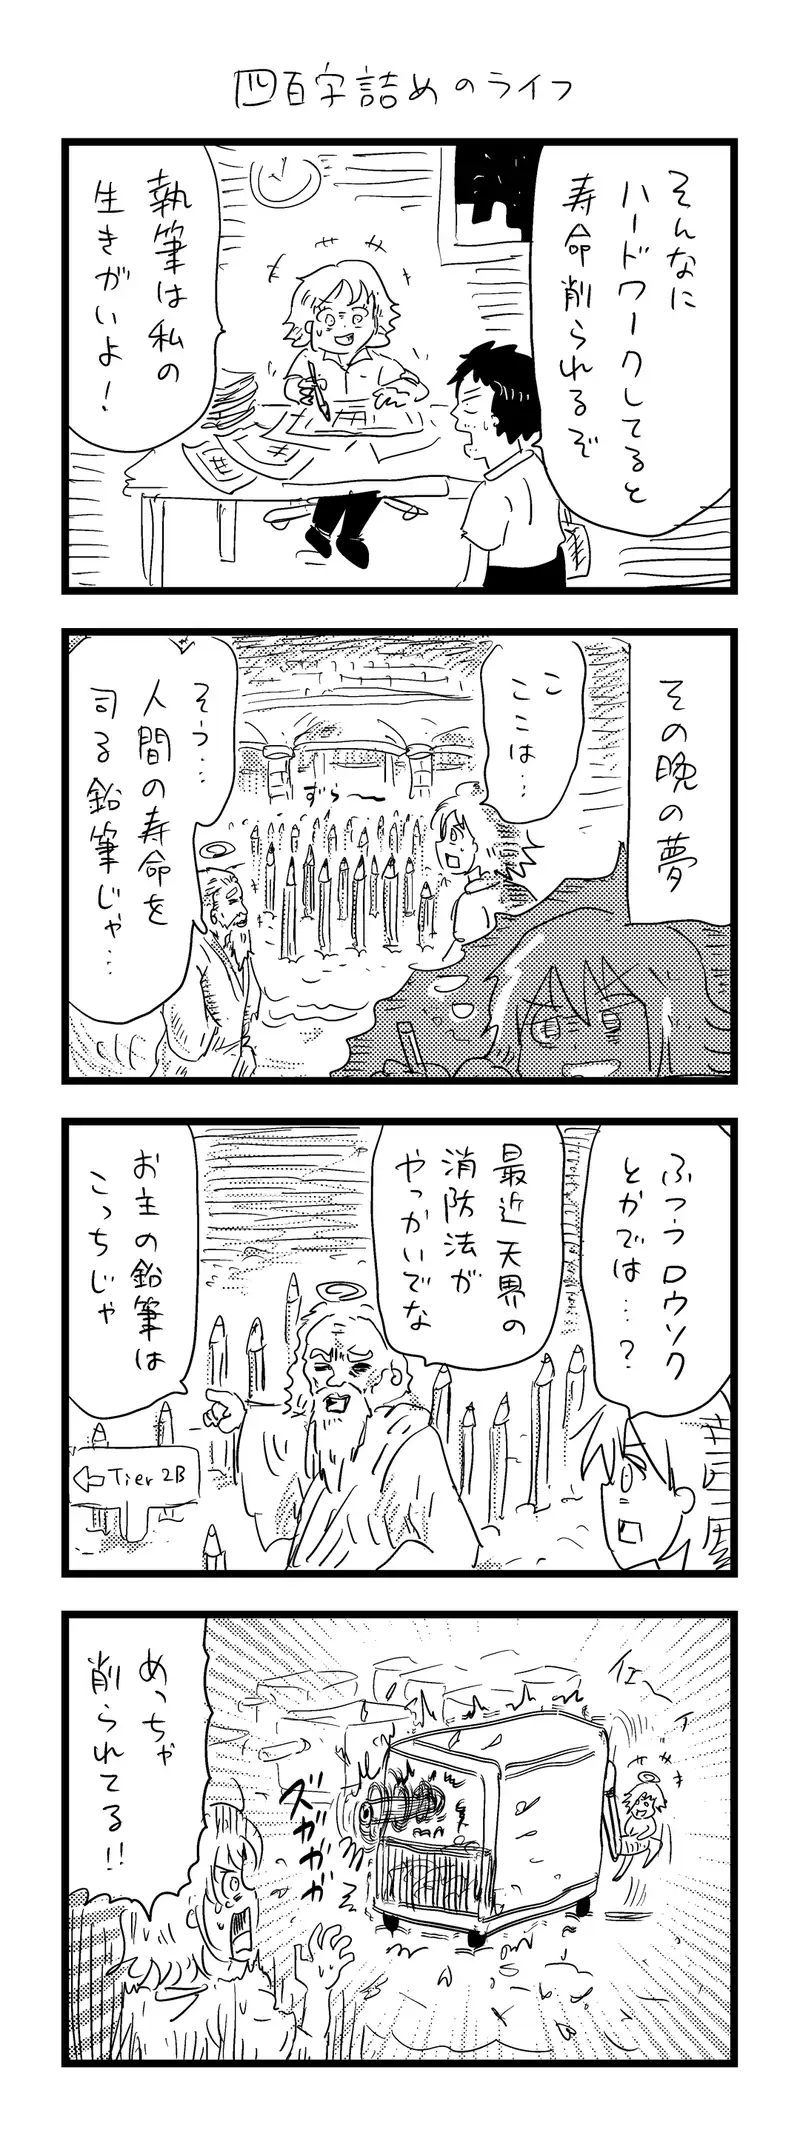 四百字詰めのライフ
そんなに
ハードワークしてると
寿命削られるぞ
執筆は私の
生きがいよ!
その晩の夢
こ
ここは…
ずら〜
そう…
人間の寿命を
司る鉛筆じゃ…
ふつうロウソク
とかでは…?
最近天界の
消防法が
やっかいでな
お主の鉛筆は
こっちじゃ
Tier 2B
イエーイ
ズガガガガ
めっちゃ
削られてる!!